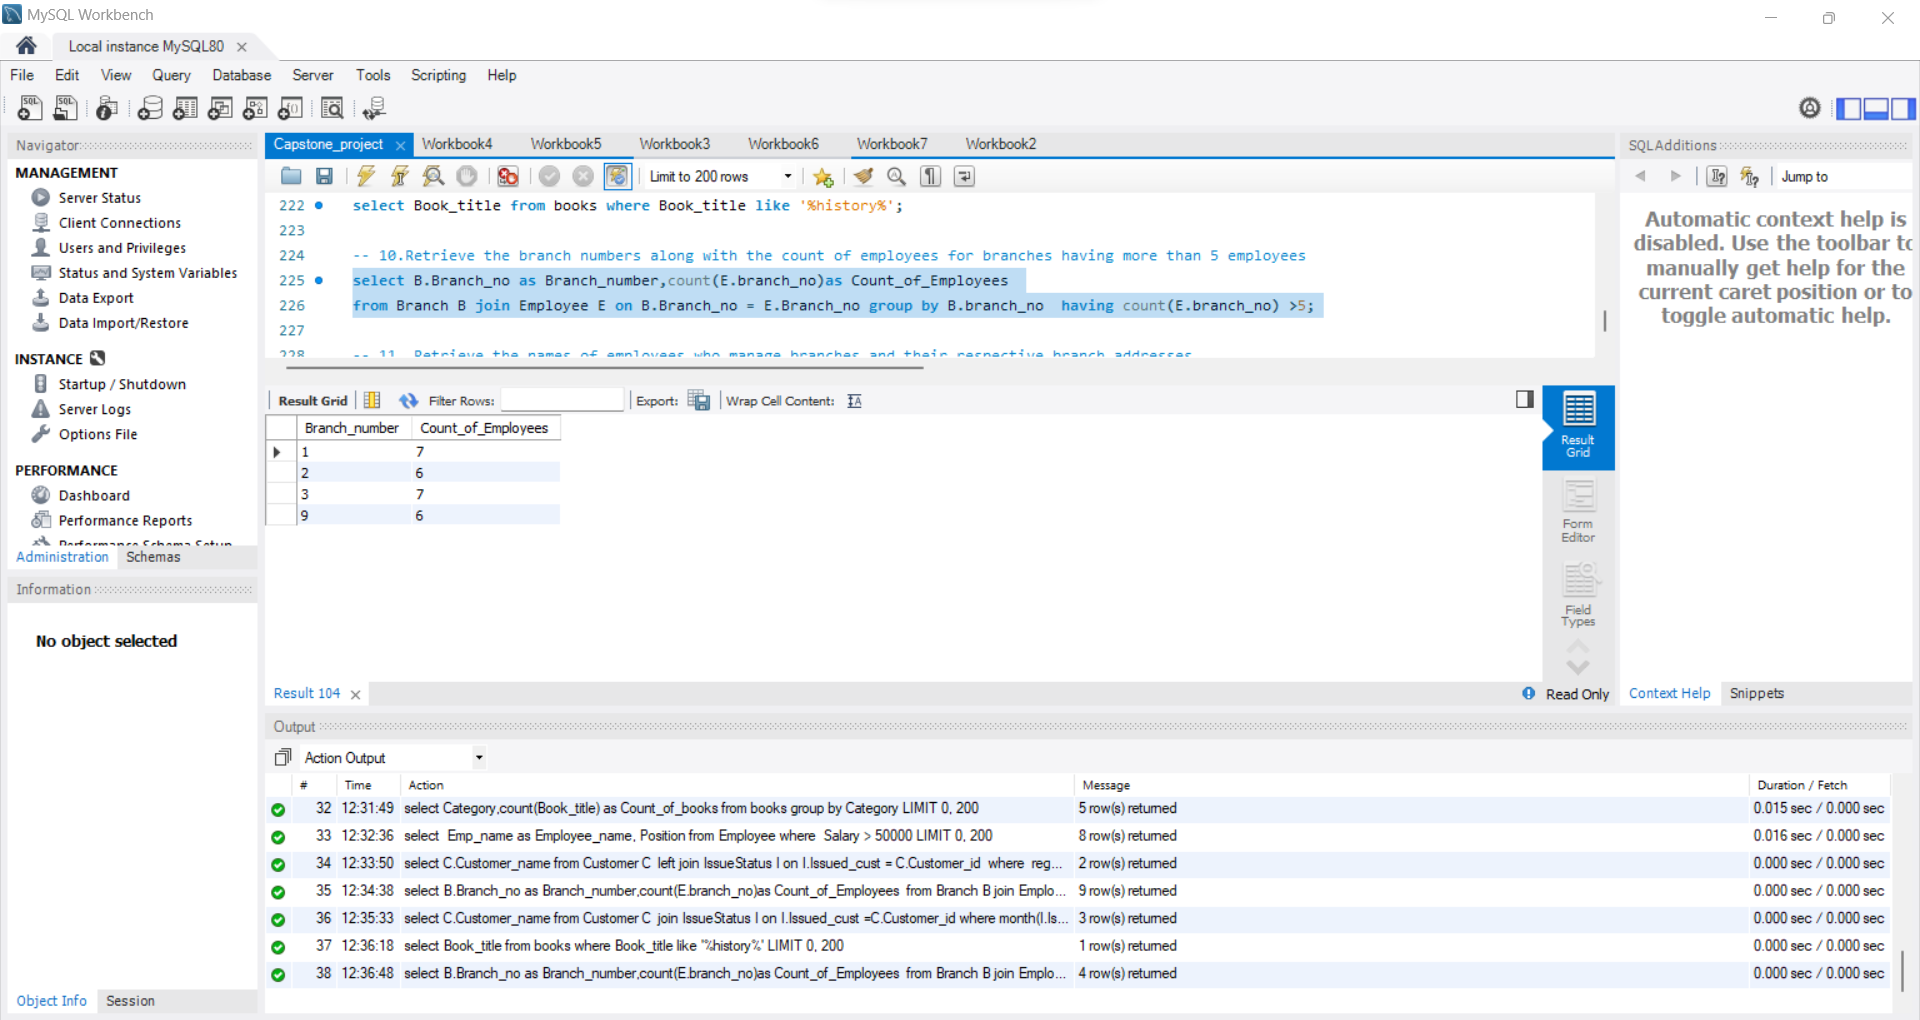 MySQL Workbench
Local instance MySQL80
File Edit View Query Database Server Tools Scripting Help
Navigator
MANAGEMENT
Server Status
Client Connections
Users and Privileges
Status and System Variables
Data Export
Data Import/Restore
INSTANCE
Startup / Shutdown
Server Logs
Options File
PERFORMANCE
Dashboard
Performance Reports
Performance Schema Setup
Administration Schemas
Information
No object selected
Object Info Session
Capstone_project Workbook4 Workbook5 Workbook3 Workbook6 Workbook7 Workbook2
Limit to 200 rows
222 select Book_title from books where Book_title like '%history%';
223
224 -- 10.Retrieve the branch numbers along with the count of employees for branches having more than 5 employees
225 select B.Branch_no as Branch_number,count(E.branch_no)as Count_of_Employees
226 from Branch B join Employee E on B.Branch_no = E.Branch_no group by B.branch_no  having count(E.branch_no) >5;
227
228 -- 11. Retrieve the names of employees who manage branches and their respective branch addresses
Result Grid Filter Rows: Export: Wrap Cell Content:
Branch_number Count_of_Employees
1 7
2 6
3 7
9 6
Result Grid
Form Editor
Field Types
Result 104
Read Only
SQLAdditions
Jump to
Automatic context help is
disabled. Use the toolbar to
manually get help for the
current caret position or to
toggle automatic help.
Context Help Snippets
Output
Action Output
# Time Action Message Duration / Fetch
32 12:31:49 select Category,count(Book_title) as Count_of_books from books group by Category LIMIT 0, 200 5 row(s) returned 0.015 sec / 0.000 sec
33 12:32:36 select  Emp_name as Employee_name, Position from Employee where  Salary > 50000 LIMIT 0, 200 8 row(s) returned 0.016 sec / 0.000 sec
34 12:33:50 select C.Customer_name from Customer C  left join IssueStatus I on I.Issued_cust = C.Customer_id  where  reg... 2 row(s) returned 0.000 sec / 0.000 sec
35 12:34:38 select B.Branch_no as Branch_number,count(E.branch_no)as Count_of_Employees  from Branch B join Emplo... 9 row(s) returned 0.000 sec / 0.000 sec
36 12:35:33 select C.Customer_name from Customer C  join IssueStatus I on I.Issued_cust =C.Customer_id where month(I.Is... 3 row(s) returned 0.000 sec / 0.000 sec
37 12:36:18 select Book_title from books where Book_title like '%history%' LIMIT 0, 200 1 row(s) returned 0.000 sec / 0.000 sec
38 12:36:48 select B.Branch_no as Branch_number,count(E.branch_no)as Count_of_Employees  from Branch B join Emplo... 4 row(s) returned 0.000 sec / 0.000 sec